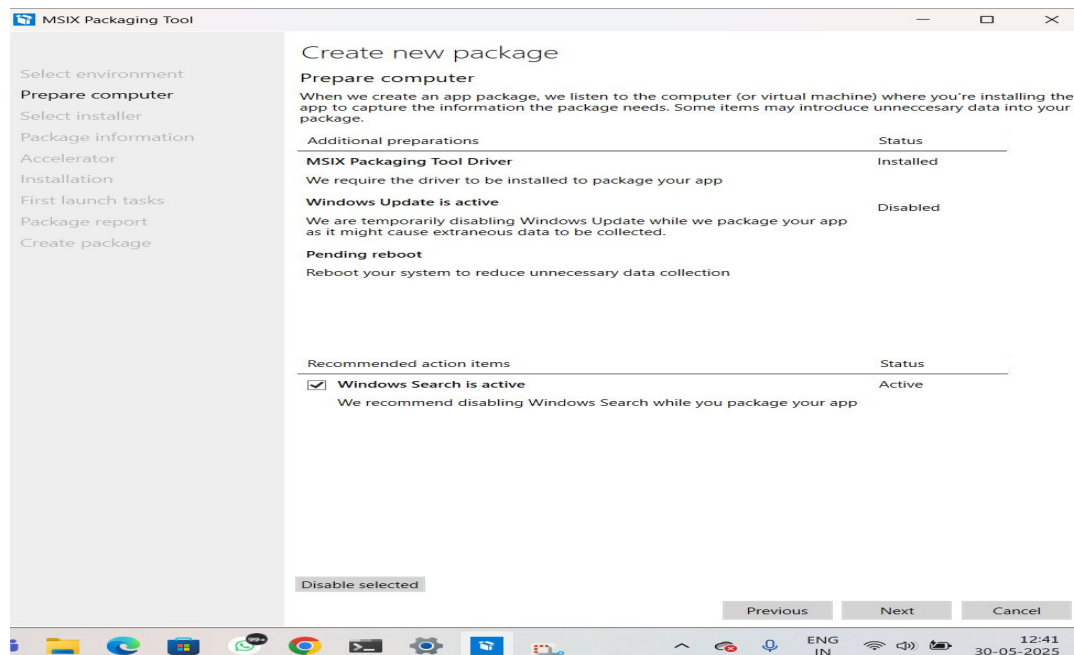 MSIX Packaging Tool
Create new package
Select environment
Prepare computer
Select installer
Package information
Accelerator
Installation
First launch tasks
Package report
Create package
Prepare computer
When we create an app package, we listen to the computer (or virtual machine) where you're installing the
app to capture the information the package needs. Some items may introduce unneccesary data into your
package.
Additional preparations Status
MSIX Packaging Tool Driver Installed
We require the driver to be installed to package your app
Windows Update is active Disabled
We are temporarily disabling Windows Update while we package your app
as it might cause extraneous data to be collected.
Pending reboot
Reboot your system to reduce unnecessary data collection
Recommended action items Status
Windows Search is active Active
We recommend disabling Windows Search while you package your app
Disable selected
Previous Next Cancel
99+
ENG
IN
12:41
30-05-2025